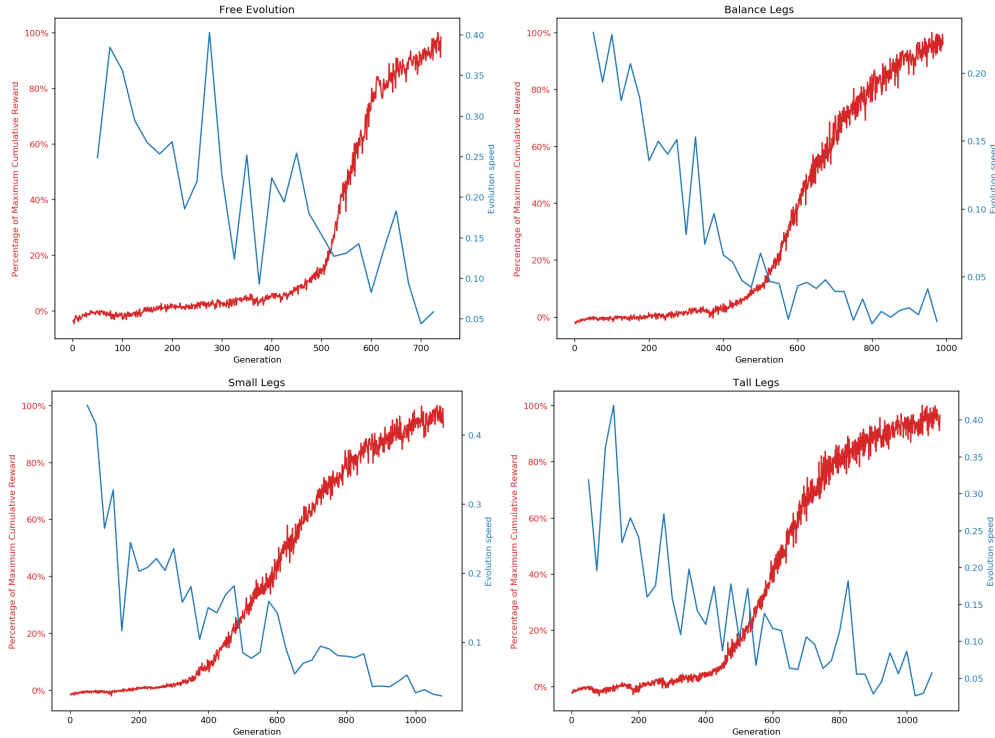 Free Evolution
Percentage of Maximum Cumulative Reward
100%
80%
60%
40%
20%
0%
0 100 200 300 400 500 600 700
Generation
0.40
0.35
0.30
0.25
0.20
0.15
0.10
0.05
Evolution speed
Balance Legs
Percentage of Maximum Cumulative Reward
100%
80%
60%
40%
20%
0%
0 200 400 600 800 1000
Generation
0.20
0.15
0.10
0.05
Evolution speed
Small Legs
Percentage of Maximum Cumulative Reward
100%
80%
60%
40%
20%
0%
0 200 400 600 800 1000
Generation
0.4
0.3
0.2
0.1
Evolution speed
Tall Legs
Percentage of Maximum Cumulative Reward
100%
80%
60%
40%
20%
0%
0 200 400 600 800 1000
Generation
0.40
0.35
0.30
0.25
0.20
0.15
0.10
0.05
Evolution speed